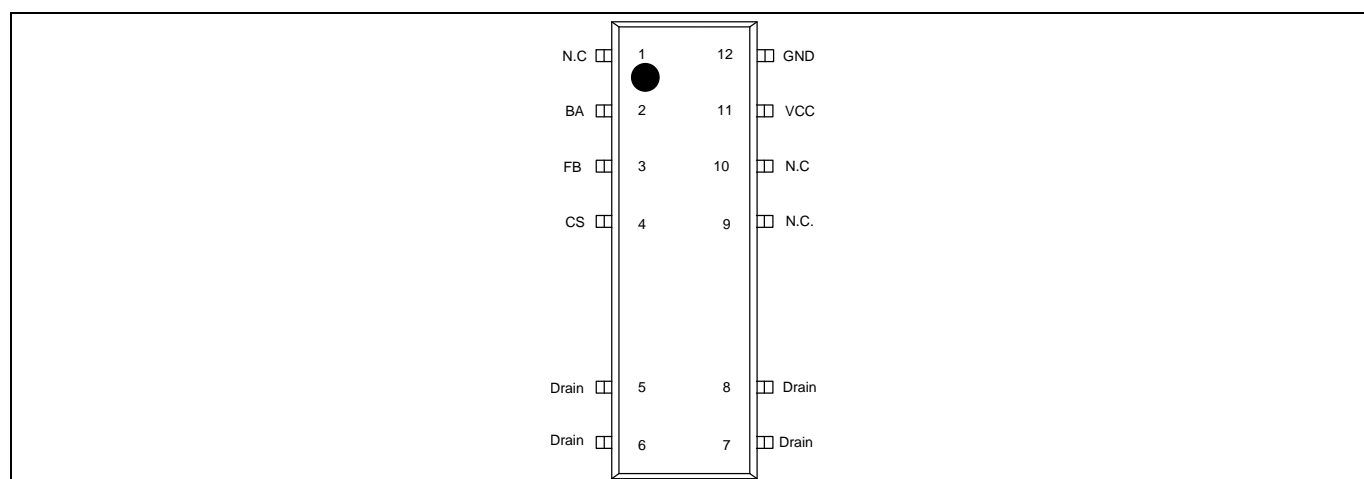 N.C 1 12 GND
BA 2 11 VCC
FB 3 10 N.C
CS 4 9 N.C.
Drain 5 8 Drain
Drain 6 7 Drain